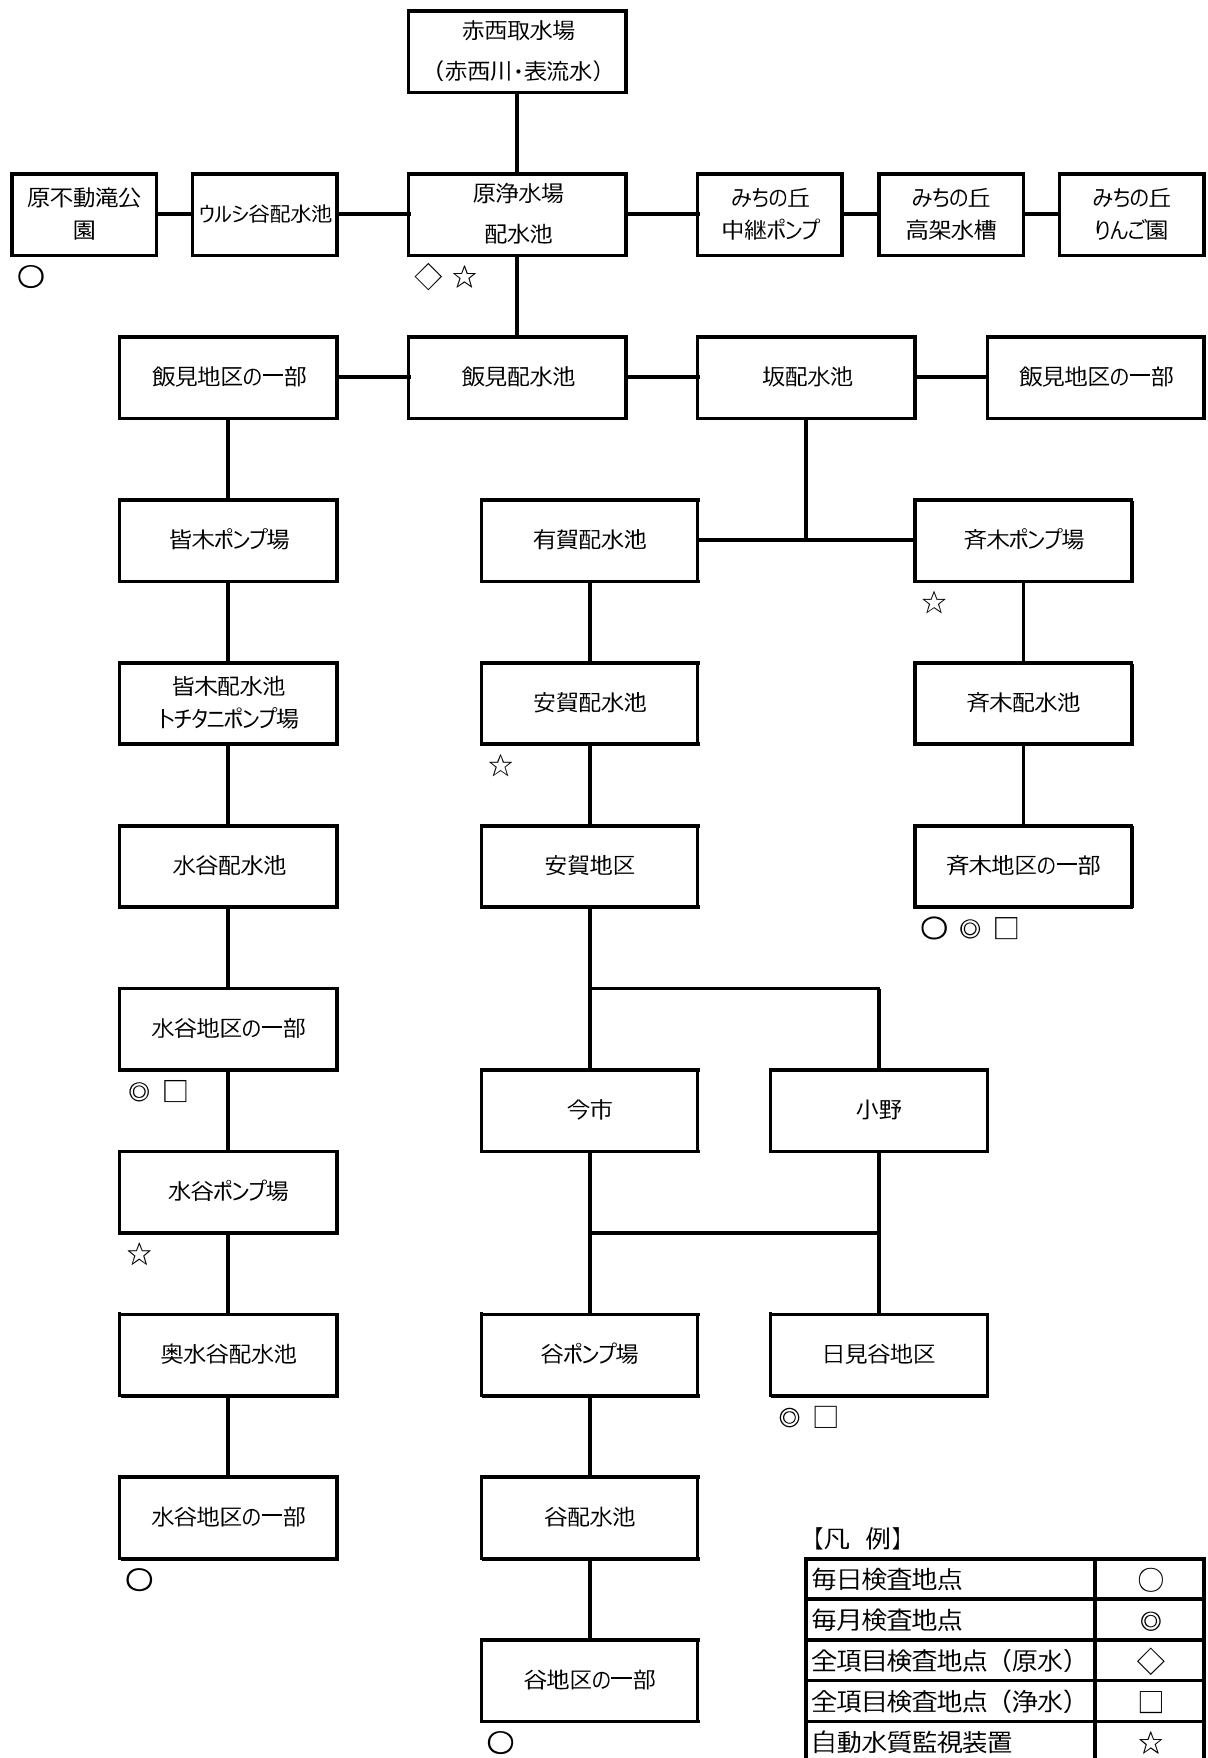 赤西取水場
（赤西川・表流水）
原不動滝公
園
ウルシ谷配水池
原浄水場
配水池
みちの丘
中継ポンプ
みちの丘
高架水槽
みちの丘
りんご園
〇
◇ ☆
飯見地区の一部
飯見配水池
坂配水池
飯見地区の一部
皆木ポンプ場
有賀配水池
斉木ポンプ場
☆
皆木配水池
トチタニポンプ場
安賀配水池
斉木配水池
☆
水谷配水池
安賀地区
斉木地区の一部
〇 ◎ □
水谷地区の一部
◎ □
今市
小野
水谷ポンプ場
☆
奥水谷配水池
谷ポンプ場
日見谷地区
◎ □
水谷地区の一部
〇
谷配水池
谷地区の一部
〇
【凡　例】
毎日検査地点 ○
毎月検査地点 ◎
全項目検査地点（原水） ◇
全項目検査地点（浄水） □
自動水質監視装置 ☆